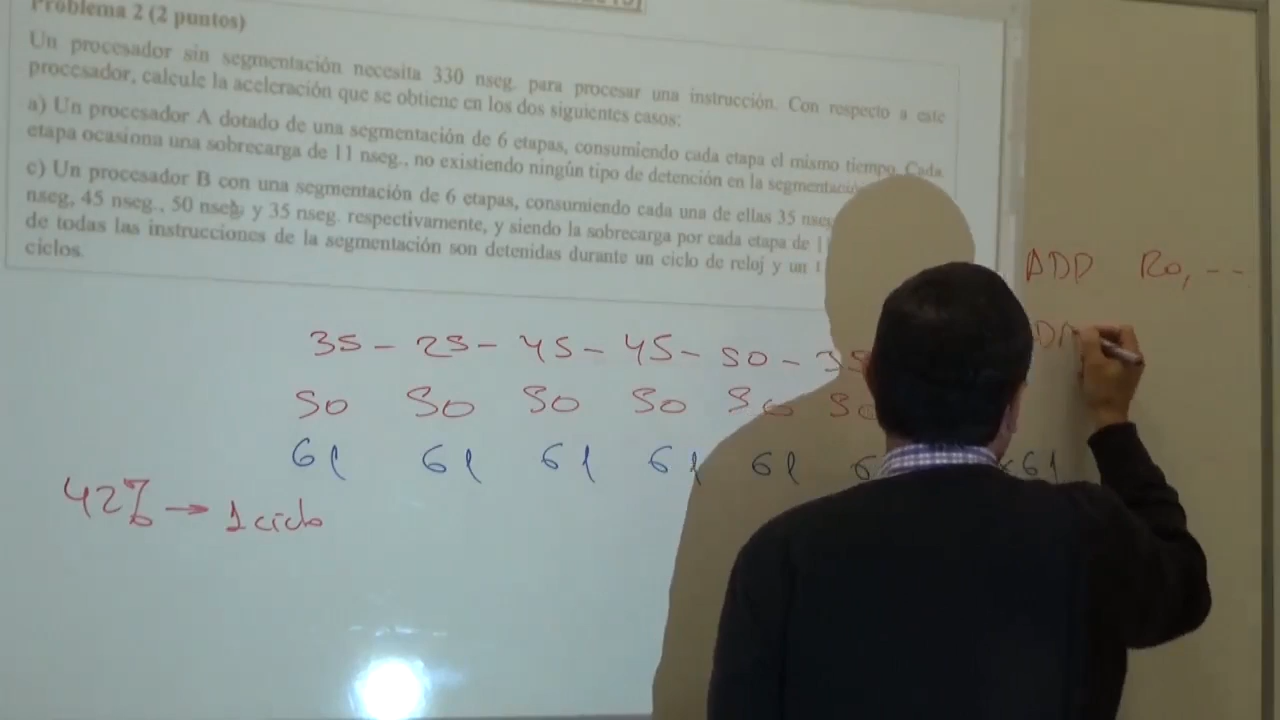 Problema 2 (2 puntos)
Un procesador sin segmentación necesita 330 nseg. para procesar una instrucción. Con respecto a este
procesador, calcule la aceleración que se obtiene en los dos siguientes casos:
a) Un procesador A dotado de una segmentación de 6 etapas, consumiendo cada etapa el mismo tiempo. Cada
etapa ocasiona una sobrecarga de 11 nseg., no existiendo ningún tipo de detención en la
c) Un procesador B con una segmentación de 6 etapas, consumiendo cada una de ellas 35 nseg
nseg, 45 nseg., 50 nseg, y 35 nseg. respectivamente, y siendo la sobrecarga por cada etapa de
de todas las instrucciones de la segmentación son detenidas durante un ciclo de reloj y un
ciclos.
ADD R0, --
35 - 25 - 45 - 45 - 50 - 35
50 50 50 50 50
61 61 61 61 61 61
42% → 1 ciclo